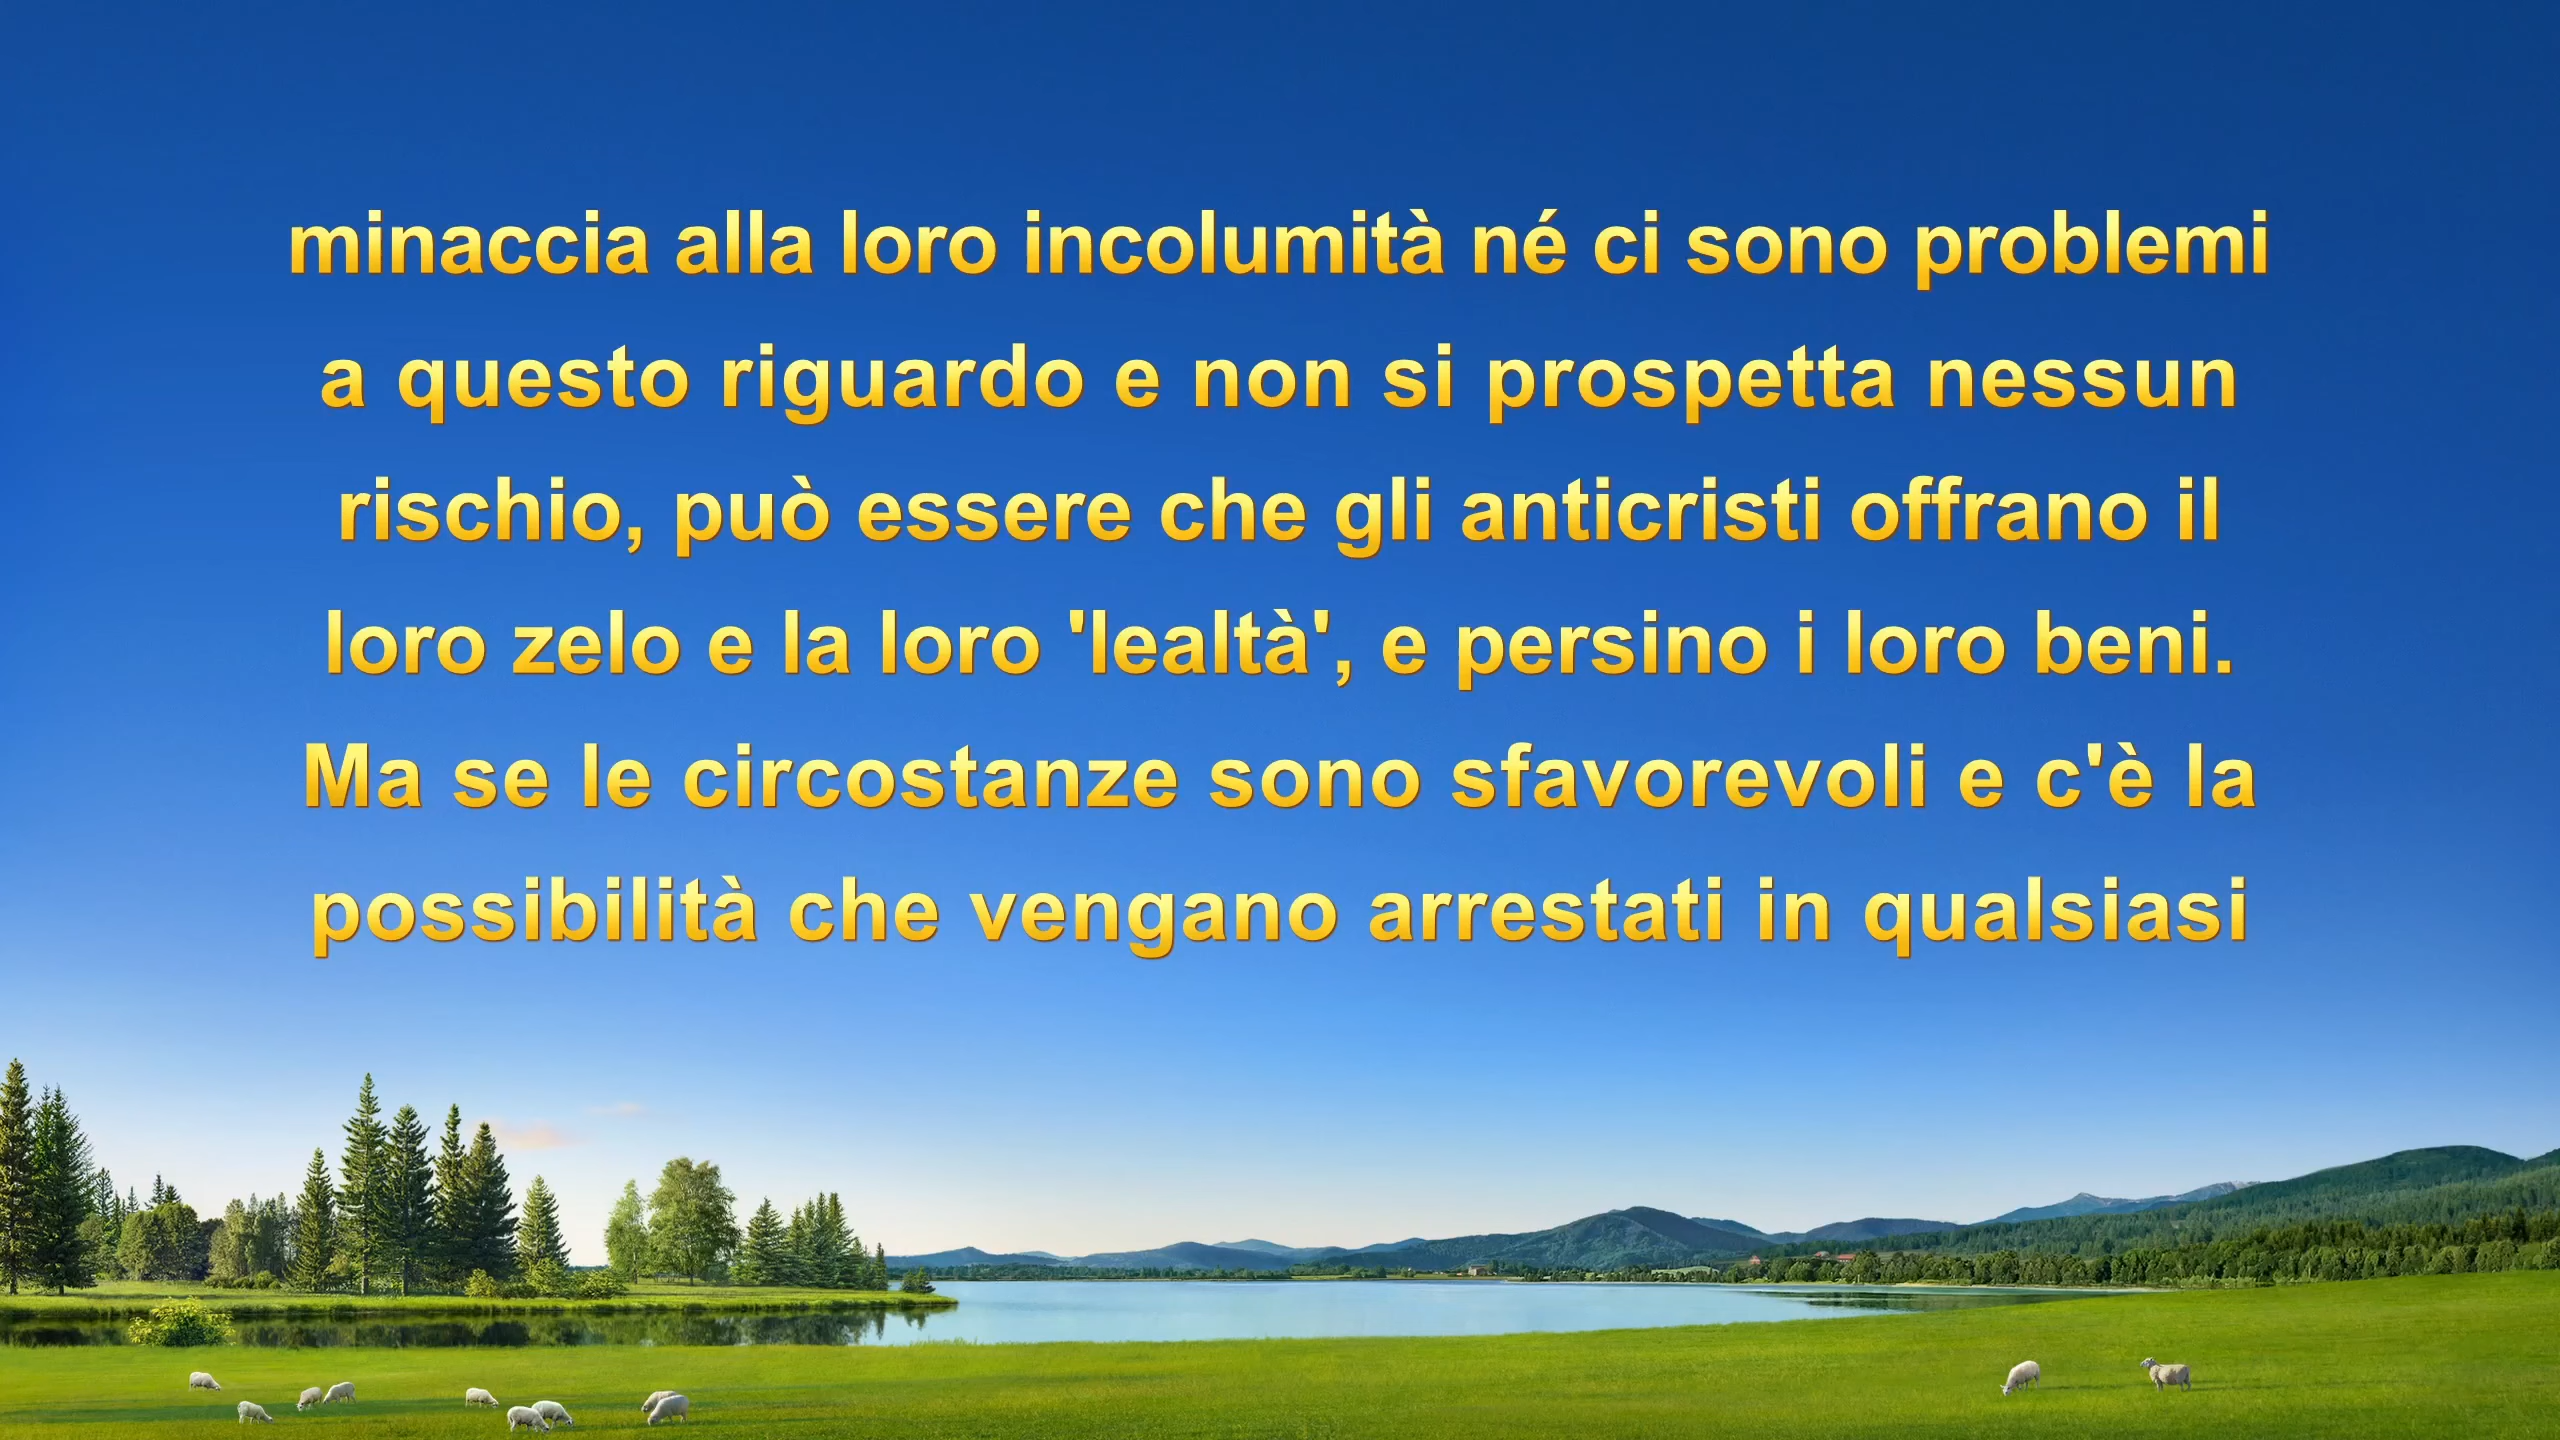 minaccia alla loro incolumità né ci sono problemi
a questo riguardo e non si prospetta nessun
rischio, può essere che gli anticristi offrano il
loro zelo e la loro 'lealtà', e persino i loro beni.
Ma se le circostanze sono sfavorevoli e c'è la
possibilità che vengano arrestati in qualsiasi